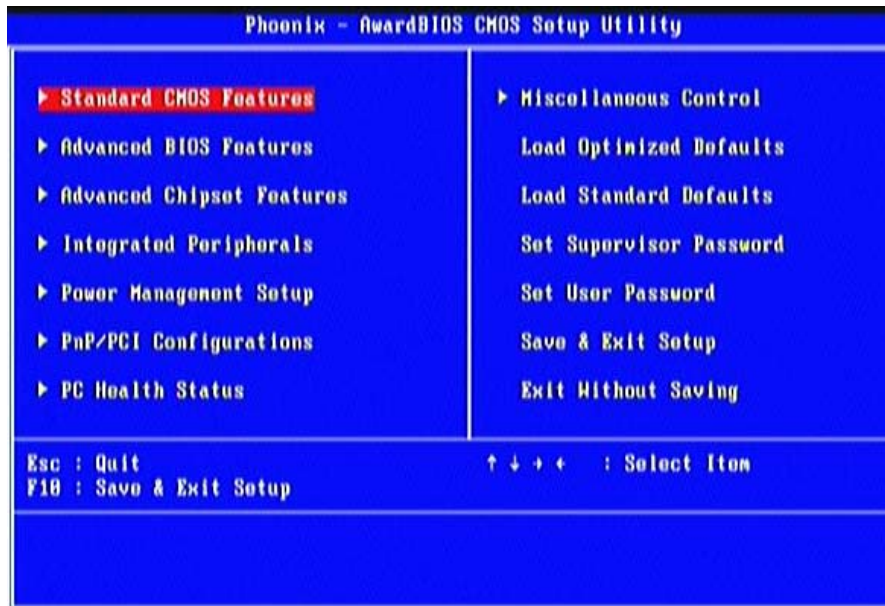 Phoenix - AwardBIOS CMOS Setup Utility
▶ Standard CMOS Features
▶ Advanced BIOS Features
▶ Advanced Chipset Features
▶ Integrated Peripherals
▶ Power Management Setup
▶ PnP/PCI Configurations
▶ PC Health Status
▶ Miscellaneous Control
Load Optimized Defaults
Load Standard Defaults
Set Supervisor Password
Set User Password
Save & Exit Setup
Exit Without Saving
Esc : Quit
F10 : Save & Exit Setup
↑ ↓ → ← : Select Item